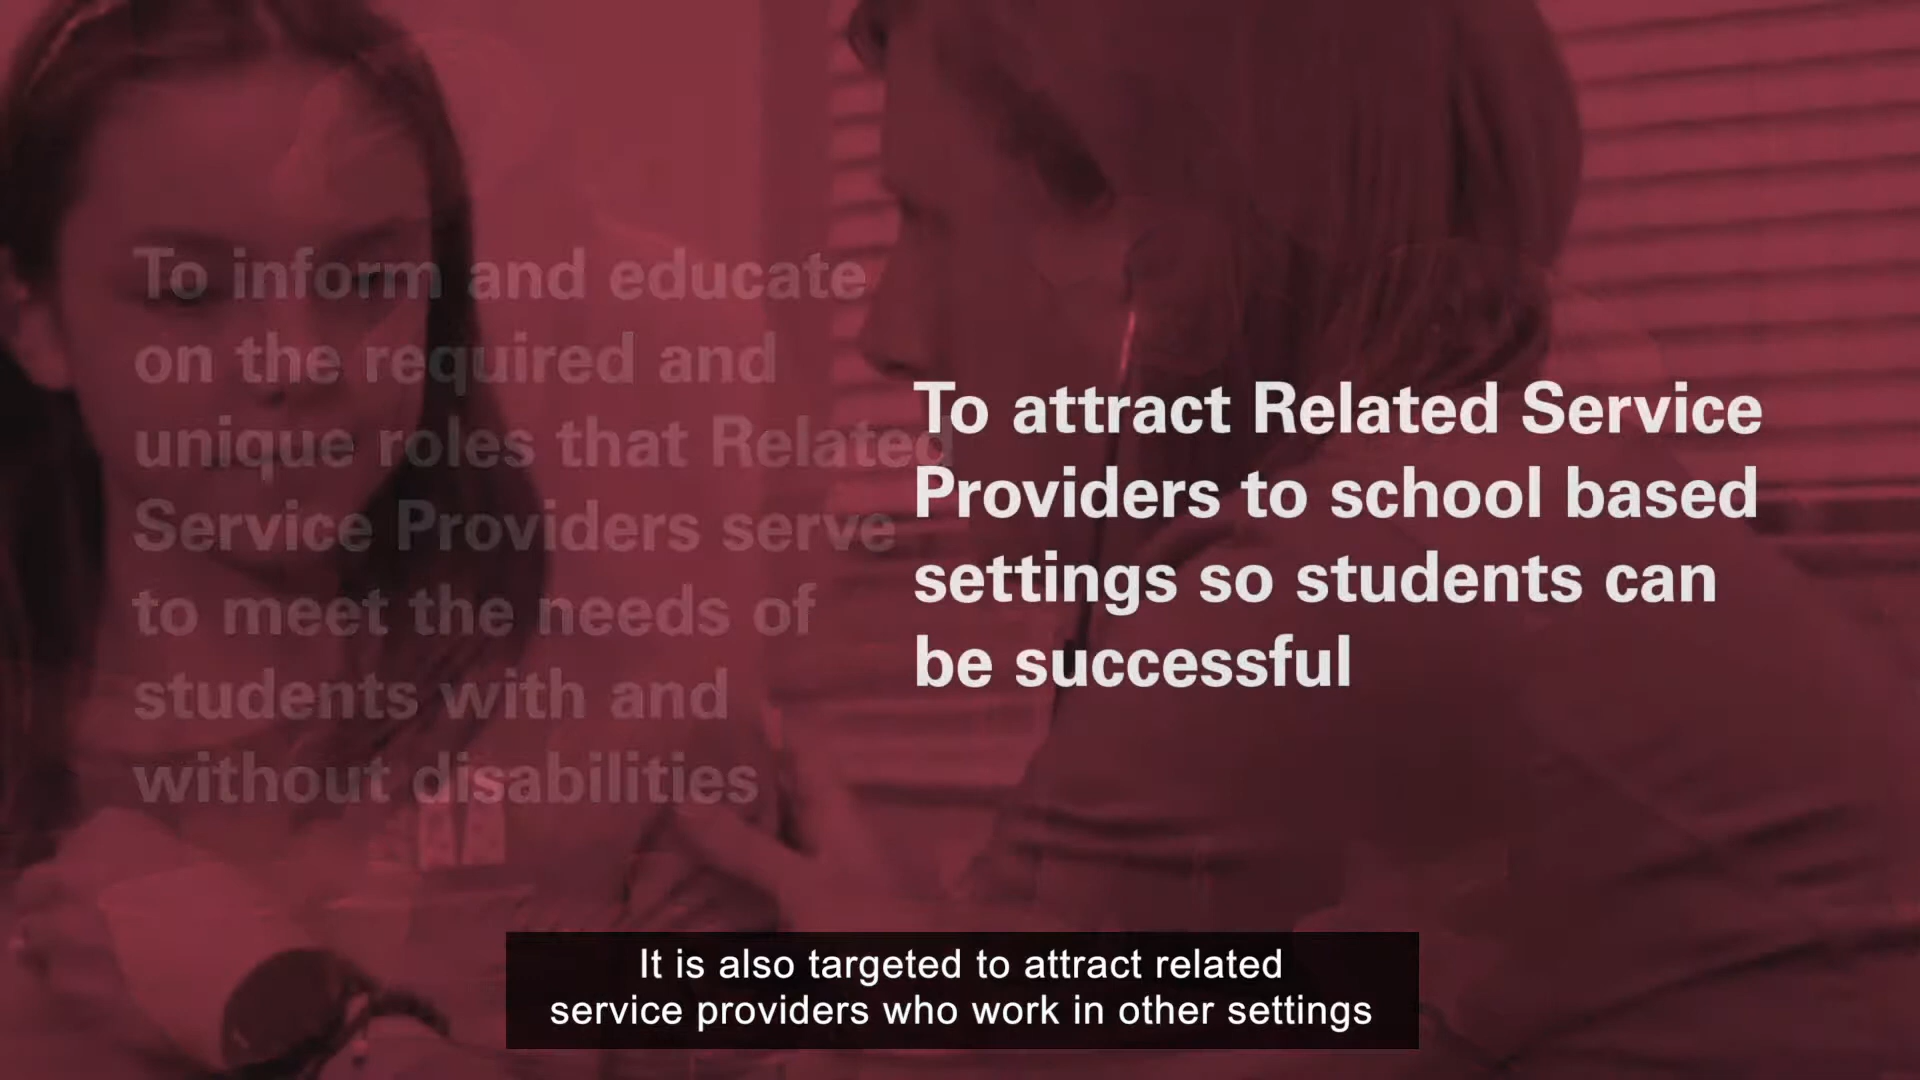 To inform and educate
on the required and
unique roles that Related
Service Providers serve
to meet the needs of
students with and
without disabilities
To attract Related Service
Providers to school based
settings so students can
be successful
It is also targeted to attract related
service providers who work in other settings